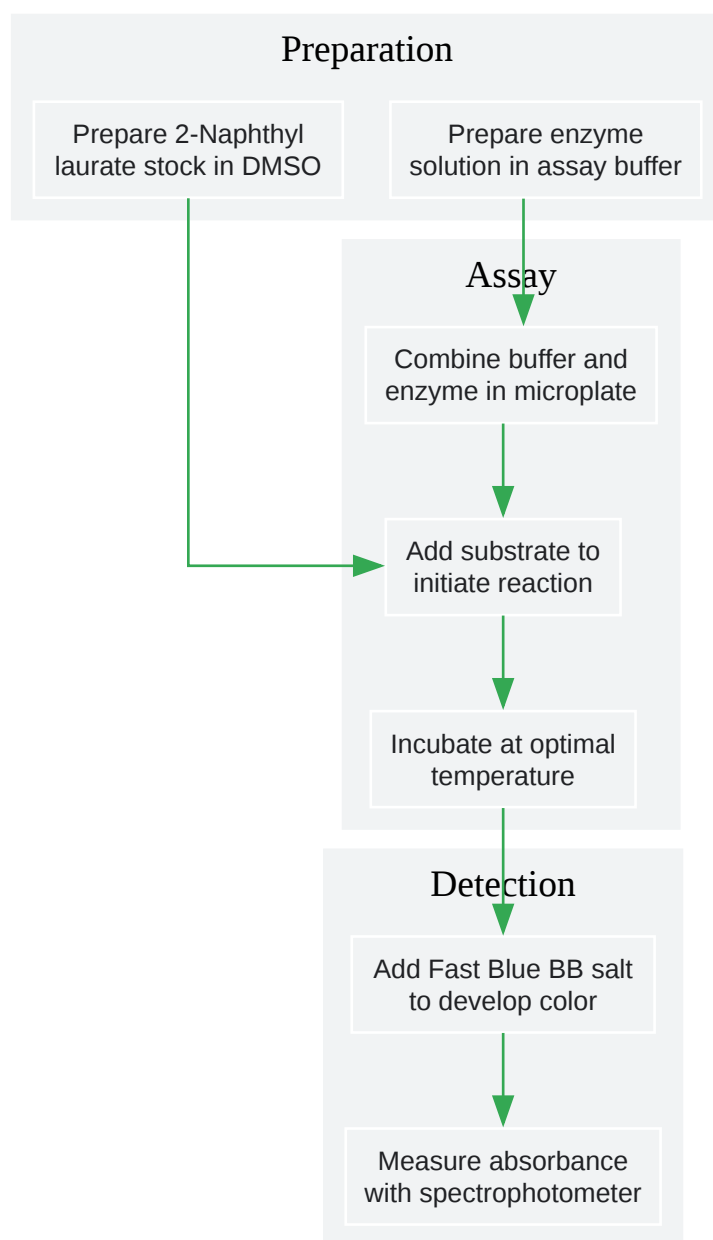 Preparation
Prepare 2-Naphthyl
laurate stock in DMSO
Prepare enzyme
solution in assay buffer
Assay
Combine buffer and
enzyme in microplate
Add substrate to
initiate reaction
Incubate at optimal
temperature
Detection
Add Fast Blue BB salt
to develop color
Measure absorbance
with spectrophotometer